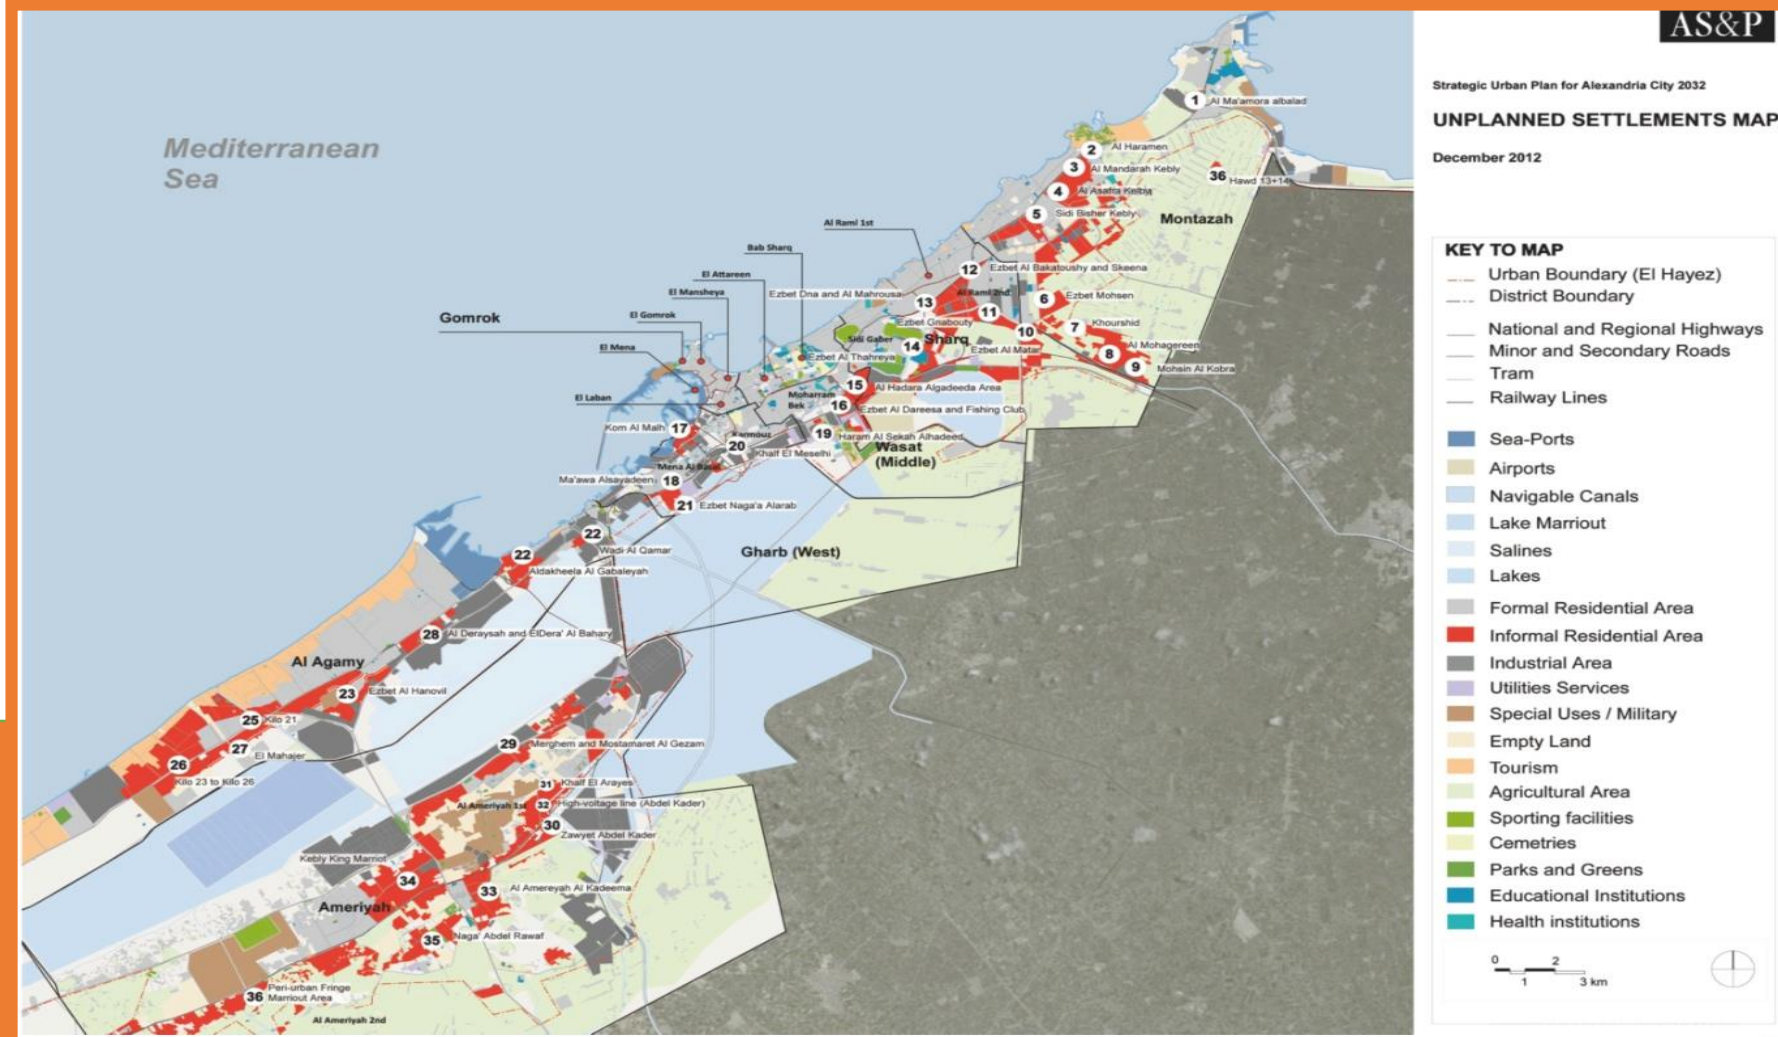 AS&P
Strategic Urban Plan for Alexandria City 2032
UNPLANNED SETTLEMENTS MAP
December 2012
Mediterranean
Sea
1 Al Ma'amora albalad
2 Al Haramen
3 Al Mandarah Kebly
4 Al Asafra Kelbia
36 Hawd 13+14
5 Sidi Bisher Kebly
Montazah
Al Raml 1st
Bab Sharq
12 Ezbet Al Bakatoushy and Skeena
El Attareen
El Mansheya
Ezbet Dna and Al Mahrousa
13
Al Raml 2nd
6 Ezbet Mohsen
11
Gomrok
El Gomrok
Ezbet Gnabouty
10
7 Khourshid
El Mena
Sidi Gaber
14
Sharq
Ezbet Al Matar
8 Al Mohagereen
Ezbet Al Thahreya
9 Mohsin Al Kobra
15 Al Hadara Algadeeda Area
El Laban
Moharram
Bek
16 Ezbet Al Dareesa and Fishing Club
Kom Al Malh 17
Karmouz
19 Haram Al Sekah Alhadeed
20 Khalf El Meselhi
Wasat
(Middle)
Mena Al Basal
Ma'awa Alsayadeen 18
21 Ezbet Naga'a Alarab
22 Wadi Al Qamar
Gharb (West)
22 Aldakheela Al Gabaleyah
28 Al Deraysah and ElDera' Al Bahary
Al Agamy
23 Ezbet Al Hanovil
25 Kilo 21
27 El Mahajer
26 Kilo 23 to Kilo 26
29 Merghem and Mostamaret Al Gezam
31 Khalf El Arayes
Al Ameriyah 1st
32 High-voltage line (Abdel Kader)
30 Zawyet Abdel Kader
Kebly King Marriot
34
33 Al Amereyah Al Kadeema
Ameriyah
35 Naga' Abdel Rawaf
36 Peri-urban Fringe
Marriout Area
Al Ameriyah 2nd
KEY TO MAP
Urban Boundary (El Hayez)
District Boundary
National and Regional Highways
Minor and Secondary Roads
Tram
Railway Lines
Sea-Ports
Airports
Navigable Canals
Lake Marriout
Salines
Lakes
Formal Residential Area
Informal Residential Area
Industrial Area
Utilities Services
Special Uses / Military
Empty Land
Tourism
Agricultural Area
Sporting facilities
Cemetries
Parks and Greens
Educational Institutions
Health institutions
0 2
1 3 km